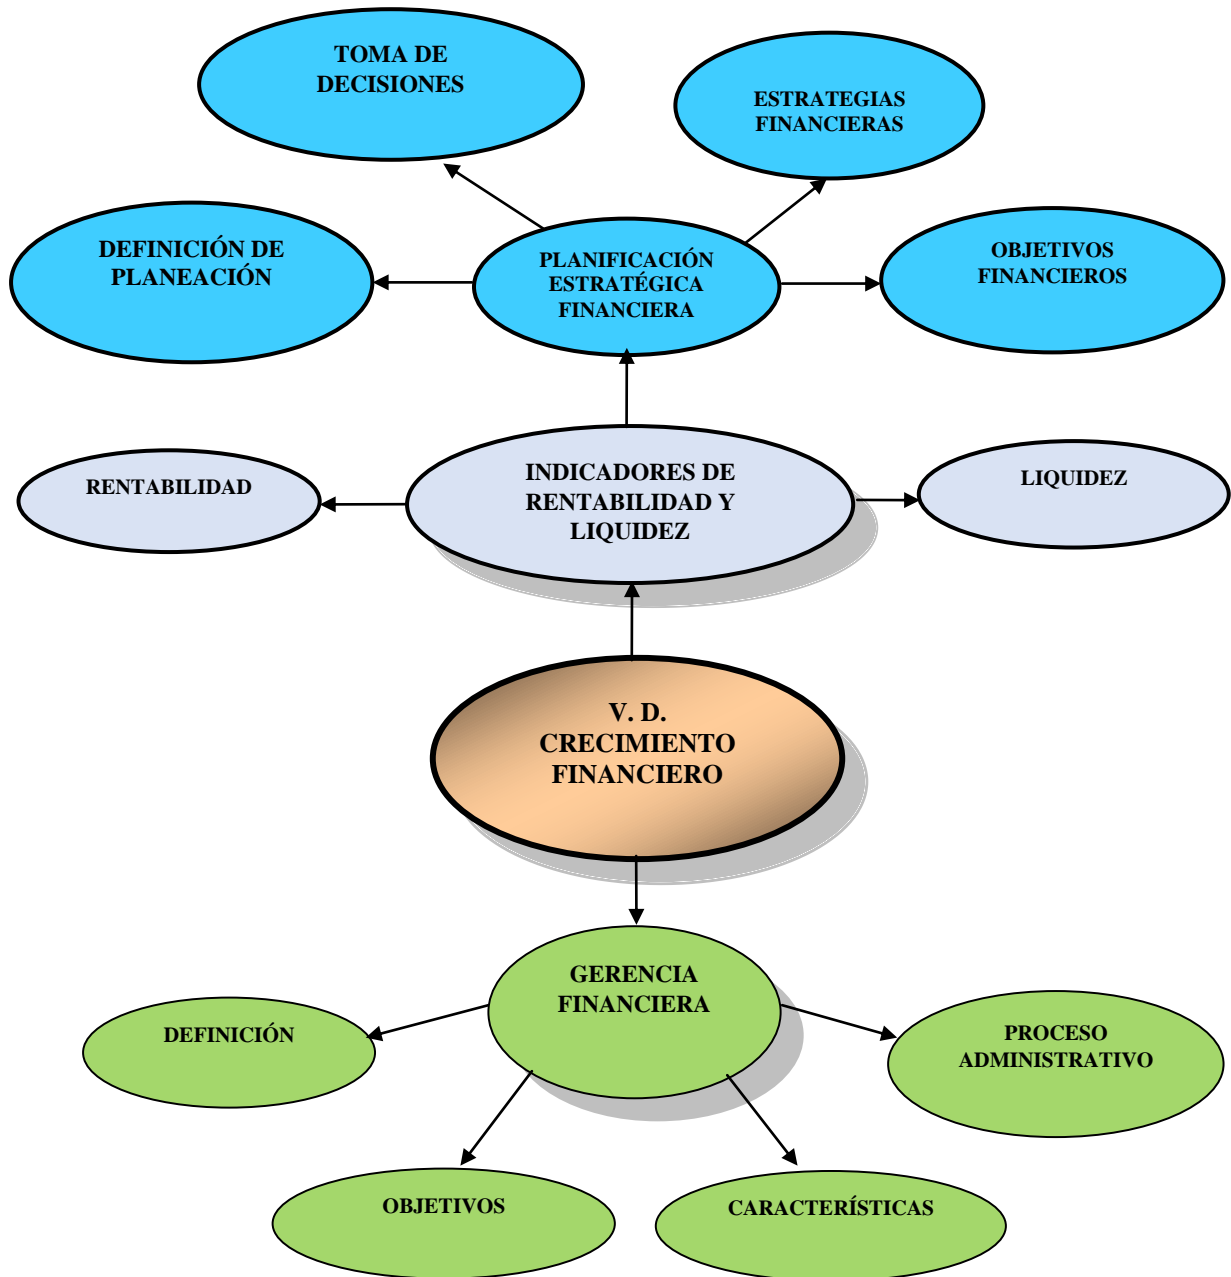 TOMA DE
DECISIONES
ESTRATEGIAS
FINANCIERAS
DEFINICIÓN DE
PLANEACIÓN
PLANIFICACIÓN
ESTRATÉGICA
FINANCIERA
OBJETIVOS
FINANCIEROS
RENTABILIDAD
INDICADORES DE
RENTABILIDAD Y
LIQUIDEZ
LIQUIDEZ
V. D.
CRECIMIENTO
FINANCIERO
GERENCIA
FINANCIERA
DEFINICIÓN
PROCESO
ADMINISTRATIVO
OBJETIVOS
CARACTERÍSTICAS